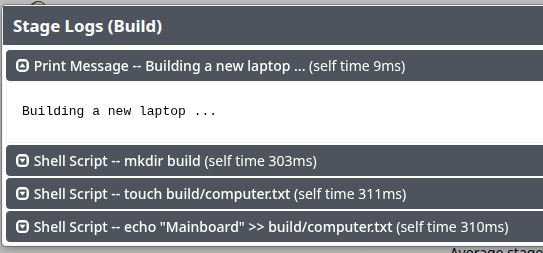 Stage Logs (Build)
Print Message -- Building a new laptop ... (self time 9ms)
Building a new laptop ...
Shell Script -- mkdir build (self time 303ms)
Shell Script -- touch build/computer.txt (self time 311ms)
Shell Script -- echo "Mainboard" >> build/computer.txt (self time 310ms)
Average stage